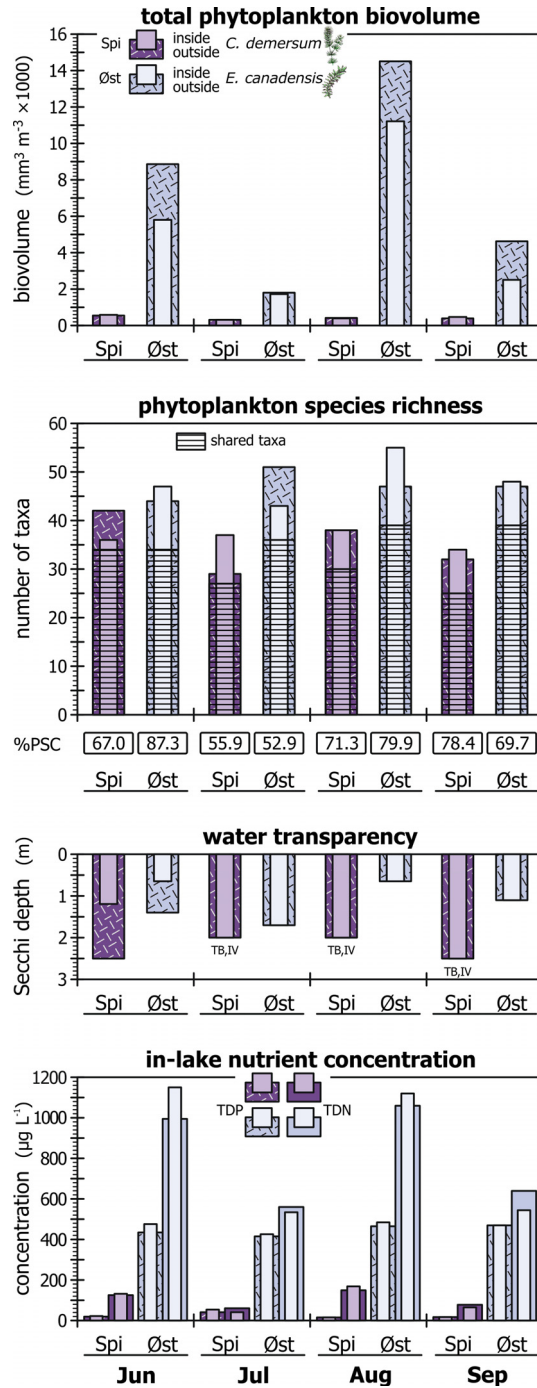 total phytoplankton biovolume
Spi inside C. demersum
outside
Øst inside E. canadensis
outside
biovolume (mm³ m⁻³ ×1000)
16
14
12
10
8
6
4
2
0
Spi Øst Spi Øst Spi Øst Spi Øst
phytoplankton species richness
shared taxa
number of taxa
60
50
40
30
20
10
0
%PSC 67.0 87.3 55.9 52.9 71.3 79.9 78.4 69.7
Spi Øst Spi Øst Spi Øst Spi Øst
water transparency
Secchi depth (m)
0
1
2
3
TB,IV TB,IV TB,IV
Spi Øst Spi Øst Spi Øst Spi Øst
in-lake nutrient concentration
TDP TDN
concentration (µg L⁻¹)
1200
1000
800
600
400
200
0
Spi Øst Spi Øst Spi Øst Spi Øst
Jun Jul Aug Sep